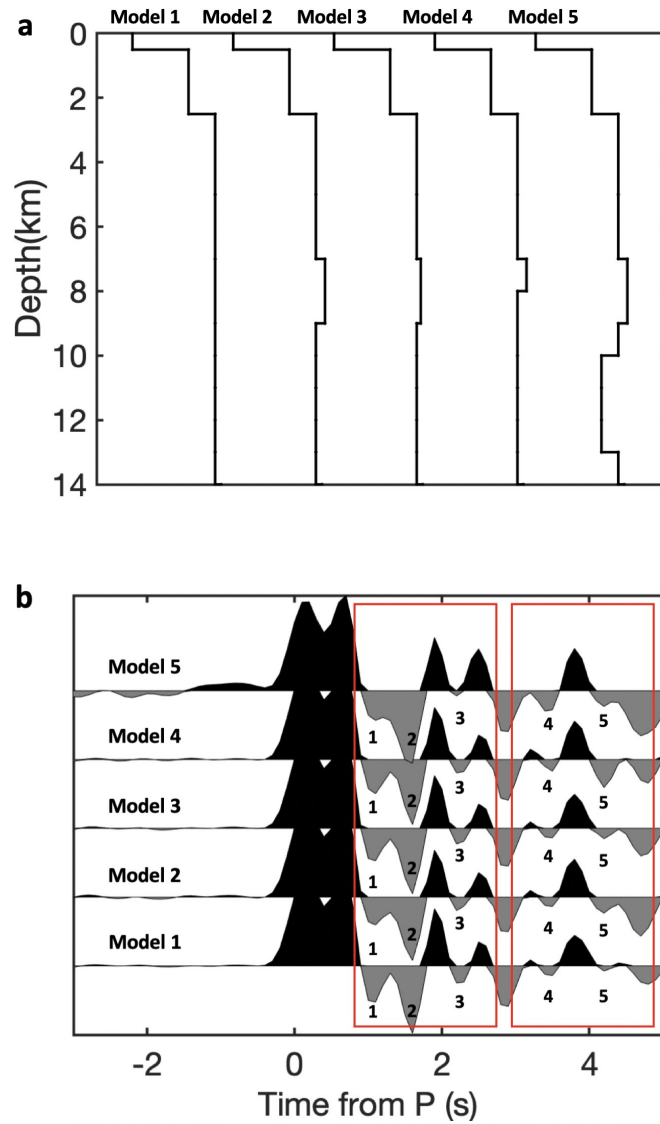 a
Model 1 Model 2 Model 3 Model 4 Model 5
0
2
4
6
8
10
12
14
Depth(km)
b
Model 5
3
1 2 4 5
Model 4
3
1 2 4 5
Model 3
3
1 2 4 5
Model 2
3
1 2 4 5
Model 1
3
1 2 4 5
-2 0 2 4
Time from P (s)